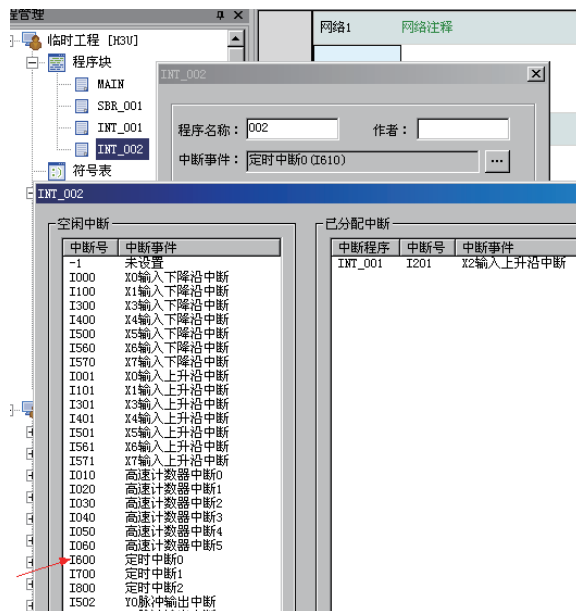 程管理
临时工程 [H3U]
程序块
MAIN
SBR_001
INT_001
INT_002
符号表
网络1 网络注释
INT_002
程序名称： 002 作者：
中断事件： 定时中断0(I610) ...
INT_002
空闲中断
中断号 中断事件
-1 未设置
I000 X0输入下降沿中断
I100 X1输入下降沿中断
I300 X3输入下降沿中断
I400 X4输入下降沿中断
I500 X5输入下降沿中断
I560 X6输入下降沿中断
I570 X7输入下降沿中断
I001 X0输入上升沿中断
I101 X1输入上升沿中断
I301 X3输入上升沿中断
I401 X4输入上升沿中断
I501 X5输入上升沿中断
I561 X6输入上升沿中断
I571 X7输入上升沿中断
I010 高速计数器中断0
I020 高速计数器中断1
I030 高速计数器中断2
I040 高速计数器中断3
I050 高速计数器中断4
I060 高速计数器中断5
I600 定时中断0
I700 定时中断1
I800 定时中断2
I502 Y0脉冲输出中断
已分配中断
中断程序 中断号 中断事件
INT_001 I201 X2输入上升沿中断